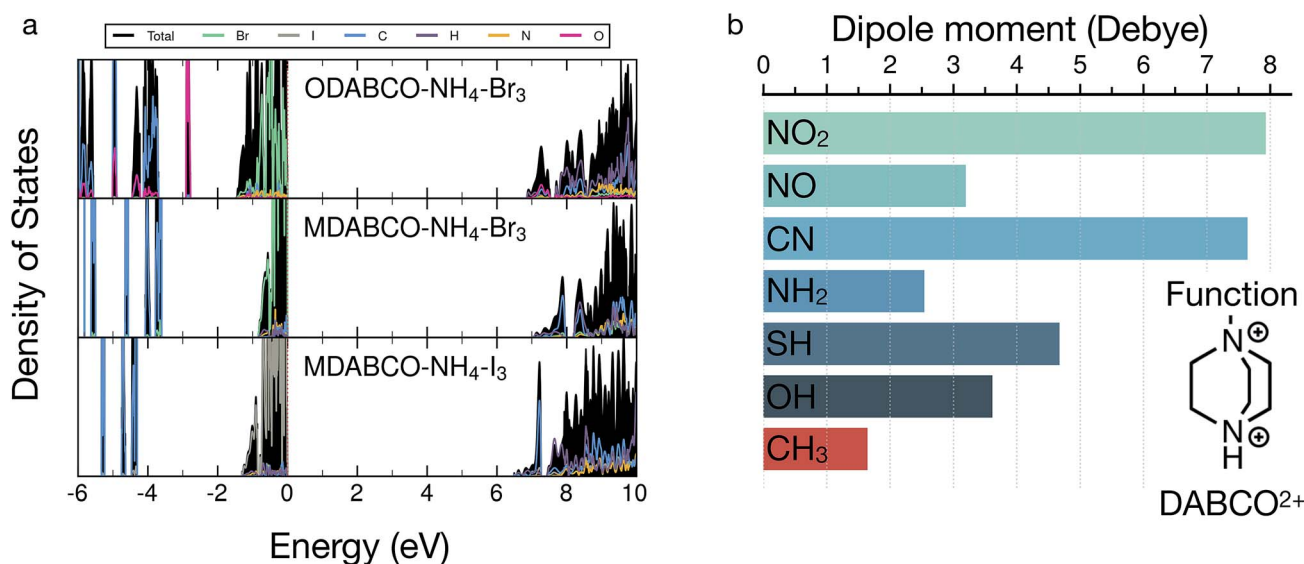 a
Total Br I C H N O
ODABCO-NH₄-Br₃
MDABCO-NH₄-Br₃
MDABCO-NH₄-I₃
Density of States
-6 -4 -2 0 2 4 6 8 10
Energy (eV)
b
Dipole moment (Debye)
0 1 2 3 4 5 6 7 8
NO₂
NO
CN
NH₂
SH
OH
CH₃
Function
N ⊕
N ⊕
H
DABCO²⁺